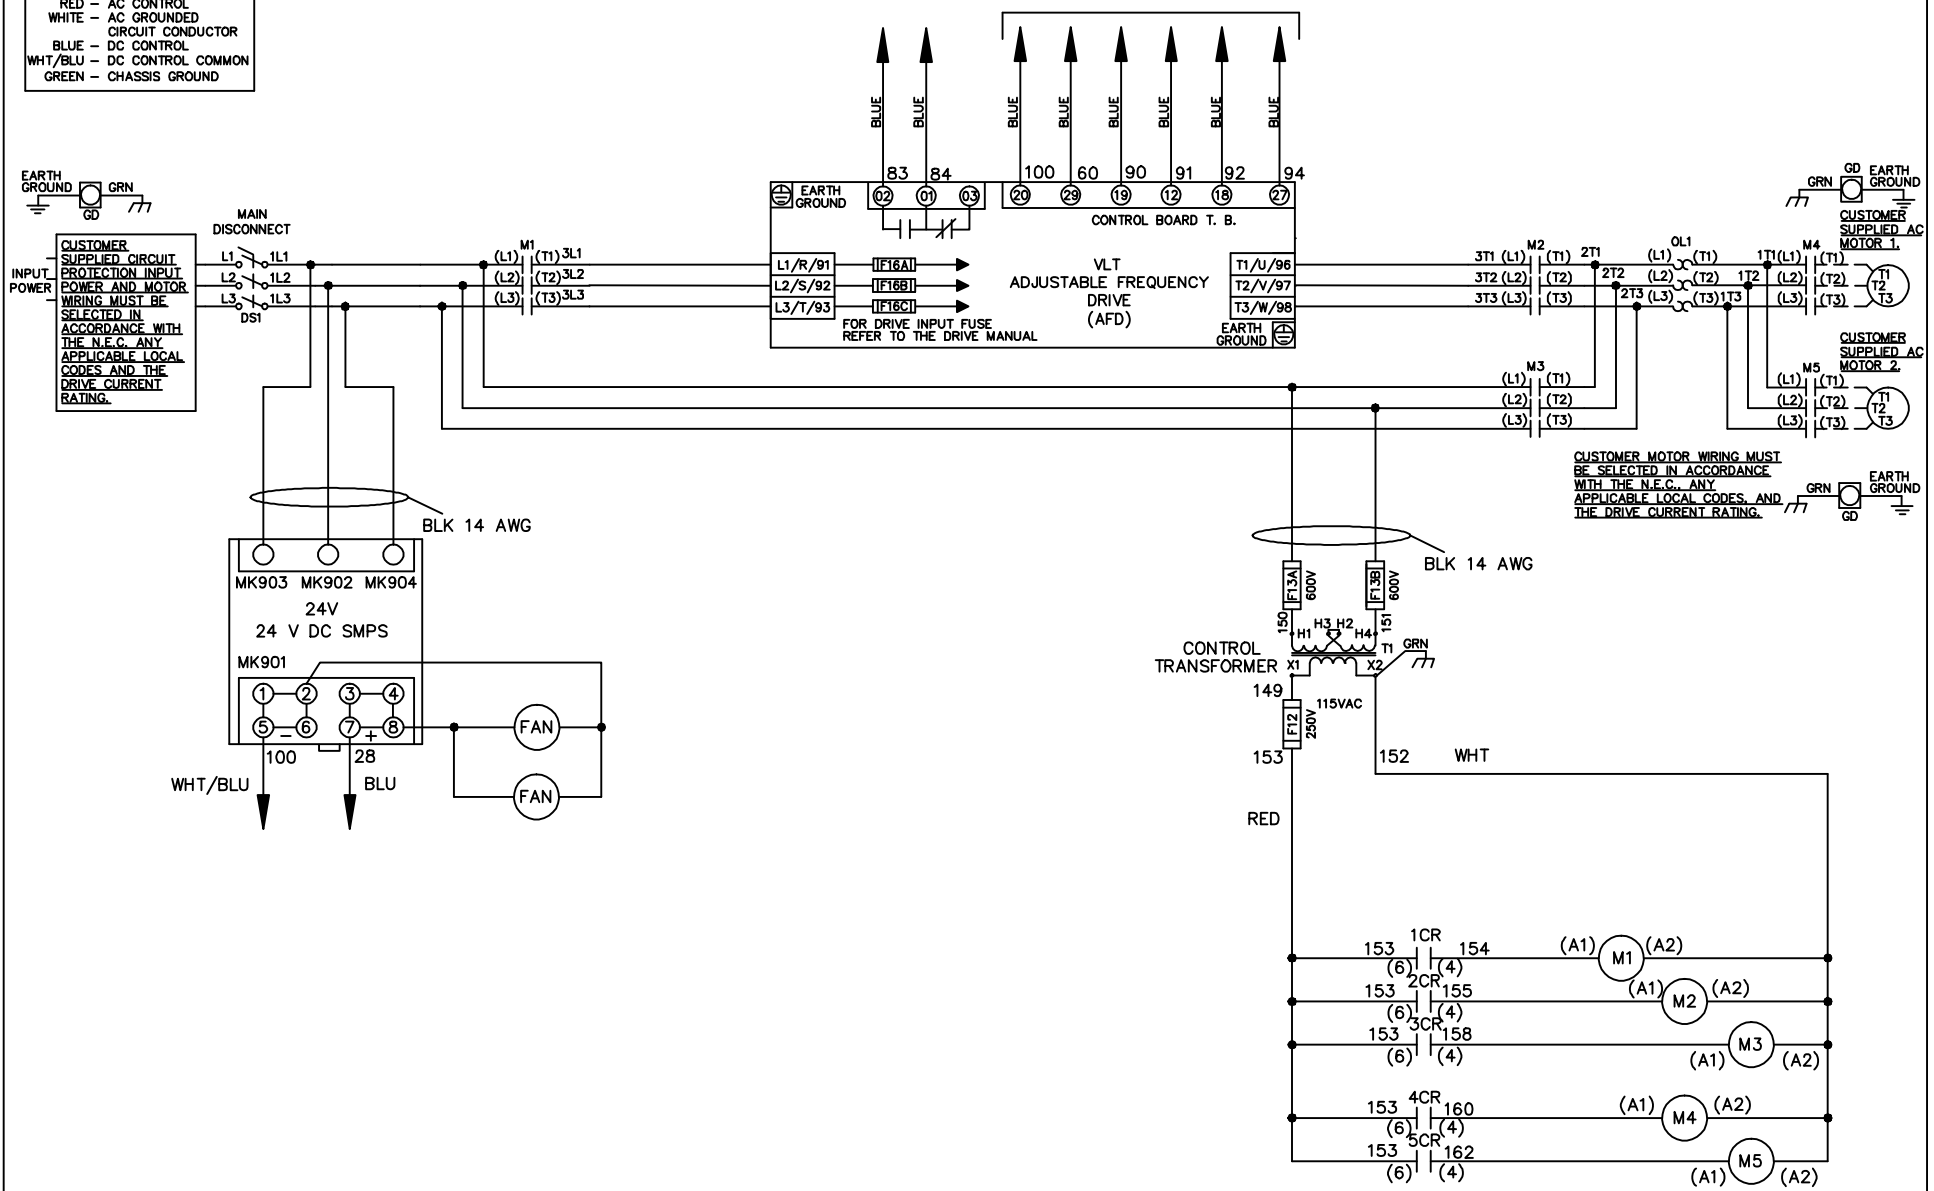 RED – AC CONTROL
WHITE – AC GROUNDED
CIRCUIT CONDUCTOR
BLUE – DC CONTROL
WHT/BLU – DC CONTROL COMMON
GREEN – CHASSIS GROUND
EARTH
GROUND
GRN
GD
MAIN
DISCONNECT
INPUT
POWER
CUSTOMER
SUPPLIED CIRCUIT
PROTECTION INPUT
POWER AND MOTOR
WIRING MUST BE
SELECTED IN
ACCORDANCE WITH
THE N.E.C. ANY
APPLICABLE LOCAL
CODES AND THE
DRIVE CURRENT
RATING.
L1 1L1
L2 1L2
L3 1L3
DS1
M1
(L1) (T1) 3L1
(L2) (T2) 3L2
(L3) (T3) 3L3
BLUE BLUE BLUE BLUE BLUE BLUE BLUE BLUE
83 84 100 60 90 91 92 94
EARTH
GROUND
02 01 03 20 29 19 12 18 27
CONTROL BOARD T. B.
L1/R/91 F16A
L2/S/92 F16B
L3/T/93 F16C
FOR DRIVE INPUT FUSE
REFER TO THE DRIVE MANUAL
VLT
ADJUSTABLE FREQUENCY
DRIVE
(AFD)
T1/U/96
T2/V/97
T3/W/98
EARTH
GROUND
3T1 (L1) M2 (T1) 2T1
3T2 (L2) (T2) 2T2
3T3 (L3) (T3) 2T3
OL1
(L1) (T1) 1T1
(L2) (T2) 1T2
(L3) (T3) 1T3
GRN
GD
EARTH
GROUND
CUSTOMER
SUPPLIED AC
MOTOR 1.
M4
(L1) (T1)
(L2) (T2)
(L3) (T3)
T1
T2
T3
M3
(L1) (T1)
(L2) (T2)
(L3) (T3)
CUSTOMER
SUPPLIED AC
MOTOR 2.
M5
(L1) (T1)
(L2) (T2)
(L3) (T3)
T1
T2
T3
CUSTOMER MOTOR WIRING MUST
BE SELECTED IN ACCORDANCE
WITH THE N.E.C., ANY
APPLICABLE LOCAL CODES, AND
THE DRIVE CURRENT RATING.
GRN
GD
EARTH
GROUND
BLK 14 AWG
MK903 MK902 MK904
24V
24 V DC SMPS
MK901
1 2 3 4
5 – 6 7 + 8
100 28
WHT/BLU BLU
FAN
FAN
BLK 14 AWG
F13A 600V
F13B 600V
150 151
H1 H3 H2 H4
T1
GRN
CONTROL
TRANSFORMER
X1 X2
149
115VAC
F12 250V
153 152 WHT
RED
153 1CR 154 (A1) M1 (A2)
(6) (4)
153 2CR 155 (A1) M2 (A2)
(6) (4)
153 3CR 158 (A1) M3 (A2)
(6) (4)
153 4CR 160 (A1) M4 (A2)
(6) (4)
153 5CR 162 (A1) M5 (A2)
(6) (4)